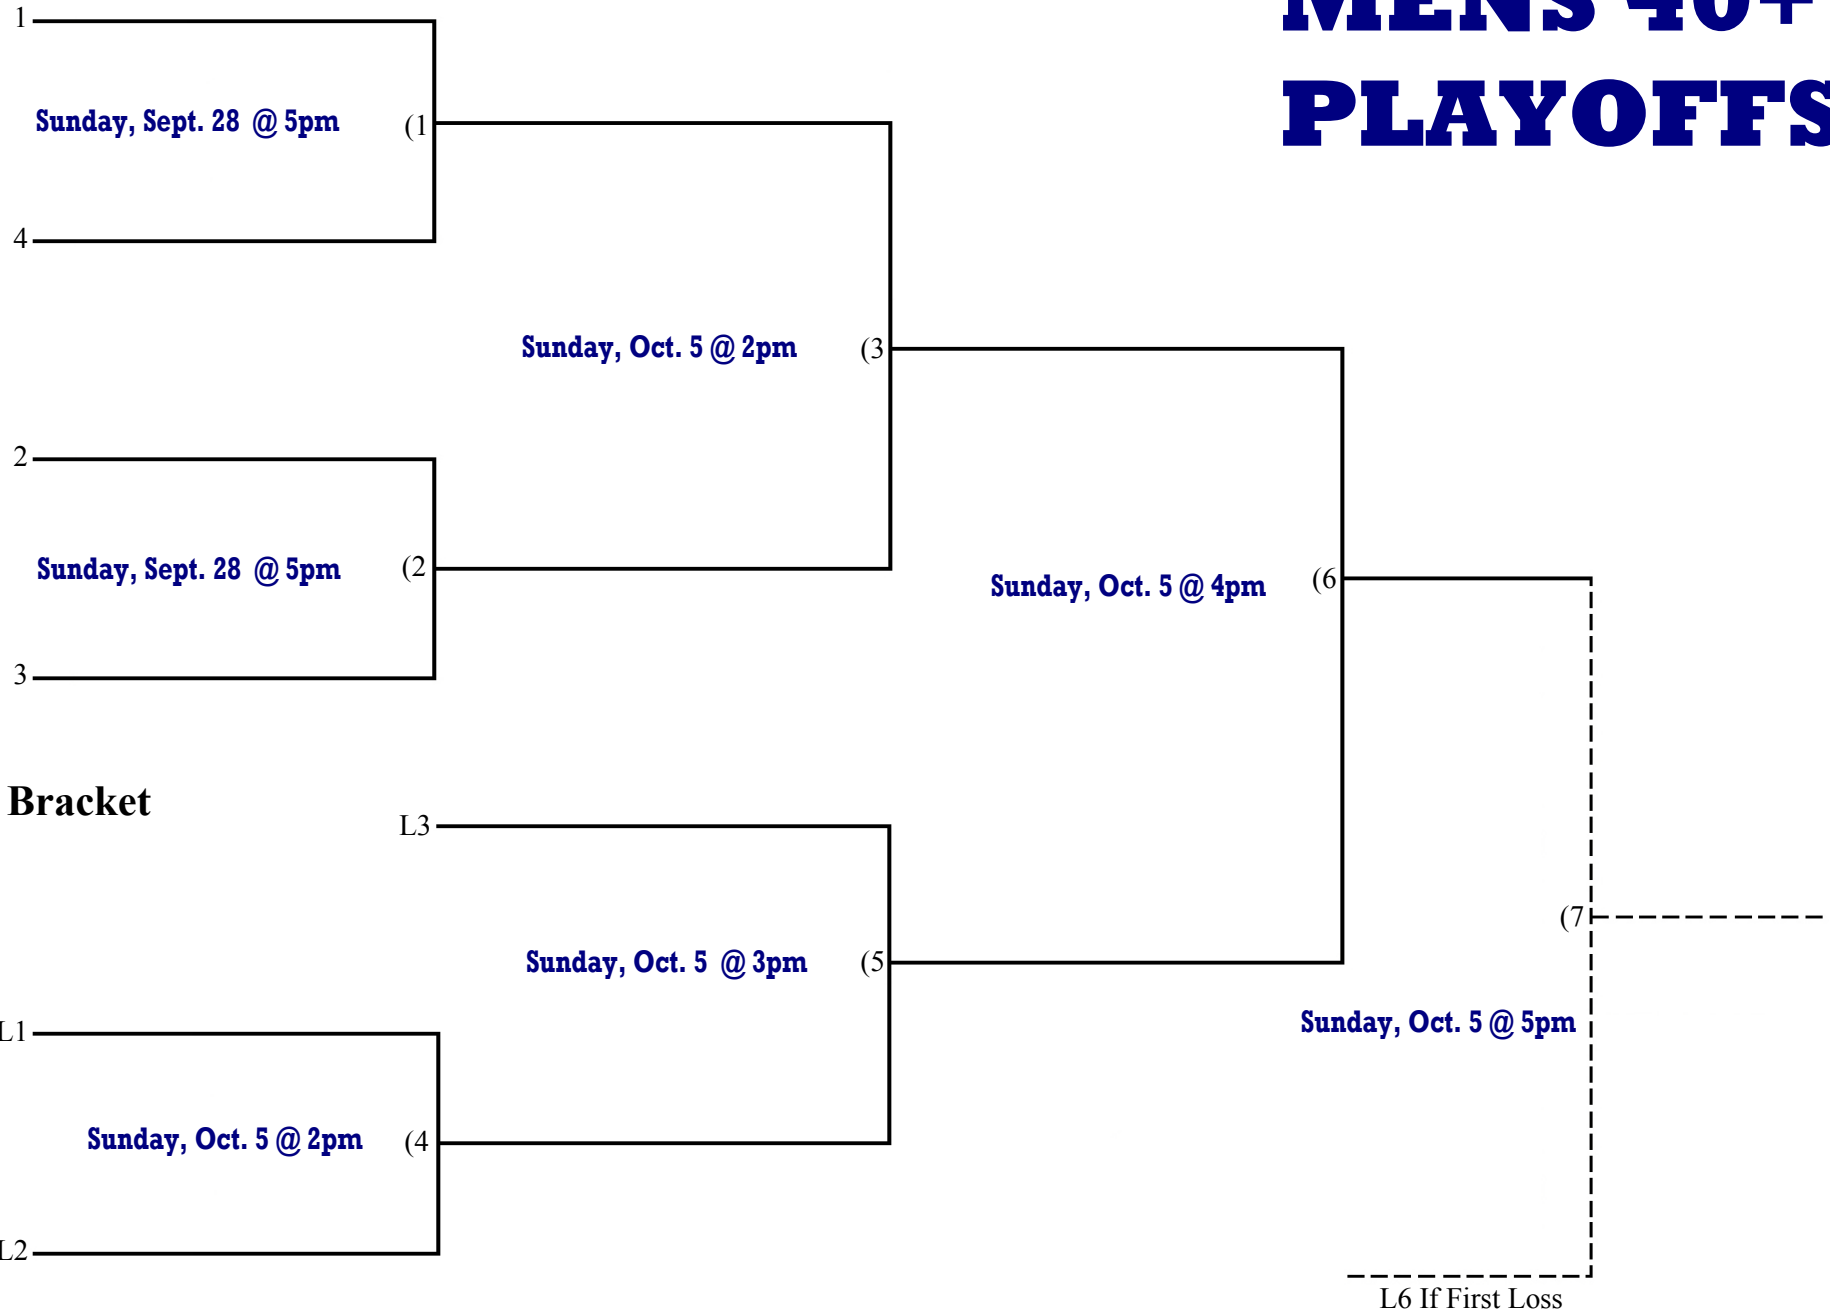 MENS 40+
PLAYOFFS
1
Sunday, Sept. 28 @ 5pm (1
4
Sunday, Oct. 5 @ 2pm (3
2
Sunday, Sept. 28 @ 5pm (2
Sunday, Oct. 5 @ 4pm (6
3
Bracket
L3
(7
Sunday, Oct. 5 @ 3pm (5
L1
Sunday, Oct. 5 @ 5pm
Sunday, Oct. 5 @ 2pm (4
L2
L6 If First Loss